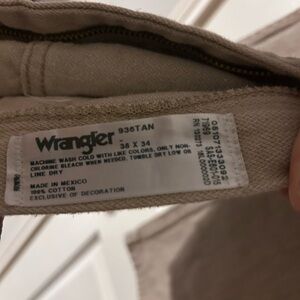 Wrangler
936TAN
38 X 34
MACHINE WASH COLD WITH LIKE COLORS, ONLY NON-
CHLORINE BLEACH WHEN NEEDED. TUMBLE DRY LOW OR
LINE DRY
MADE IN MEXICO
100% COTTON
EXCLUSIVE OF DECORATION